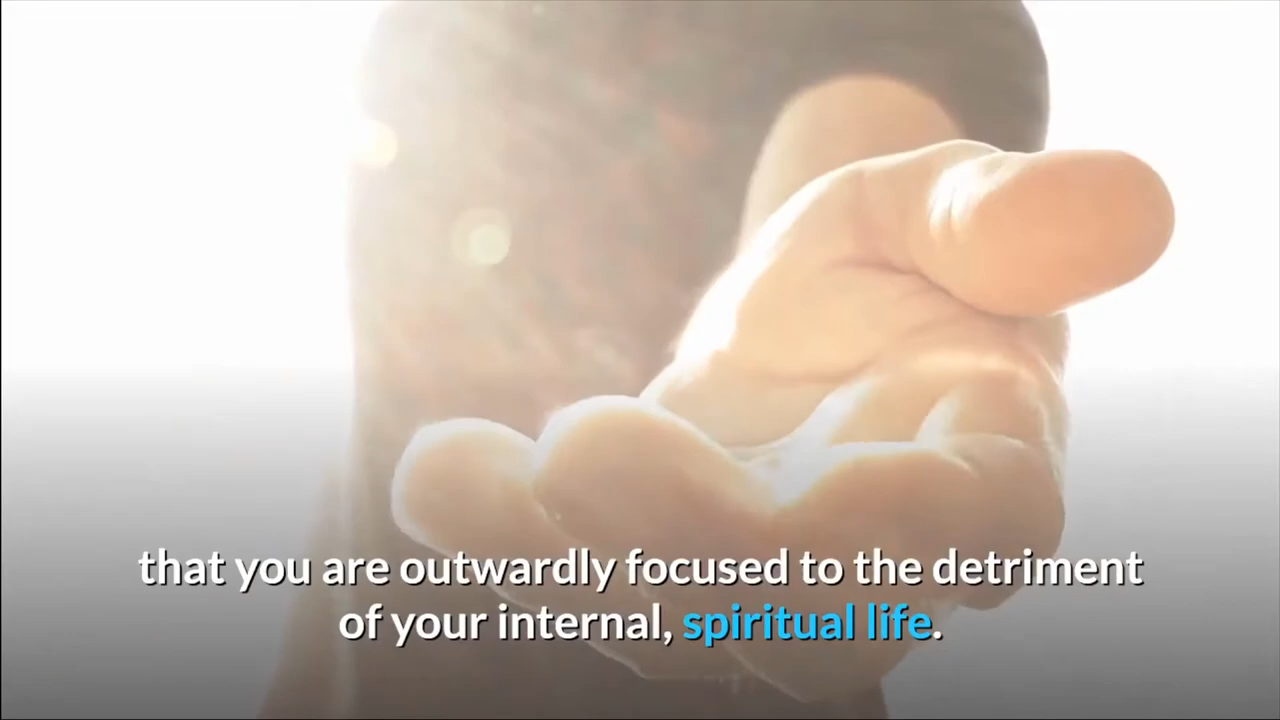 that you are outwardly focused to the detriment
of your internal, spiritual life.